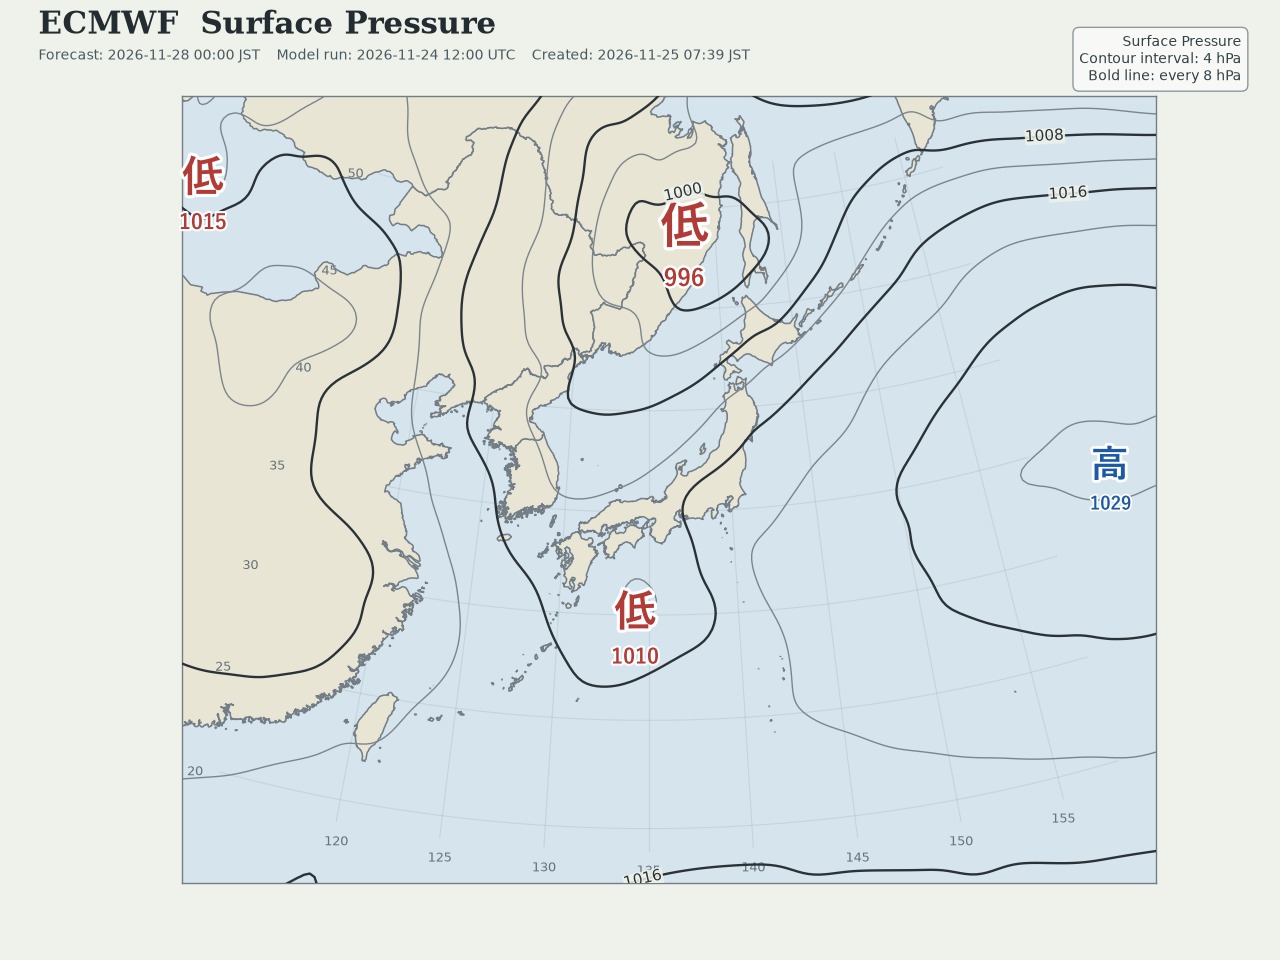 ECMWF  Surface Pressure
Forecast: 2026-11-28 00:00 JST    Model run: 2026-11-24 12:00 UTC    Created: 2026-11-25 07:39 JST
Surface Pressure
Contour interval: 4 hPa
Bold line: every 8 hPa
1008
低
1015
50
1000
1016
低
996
45
40
35
高
1029
30
低
1010
25
20
155
120
125
130
135
140
145
150
1016